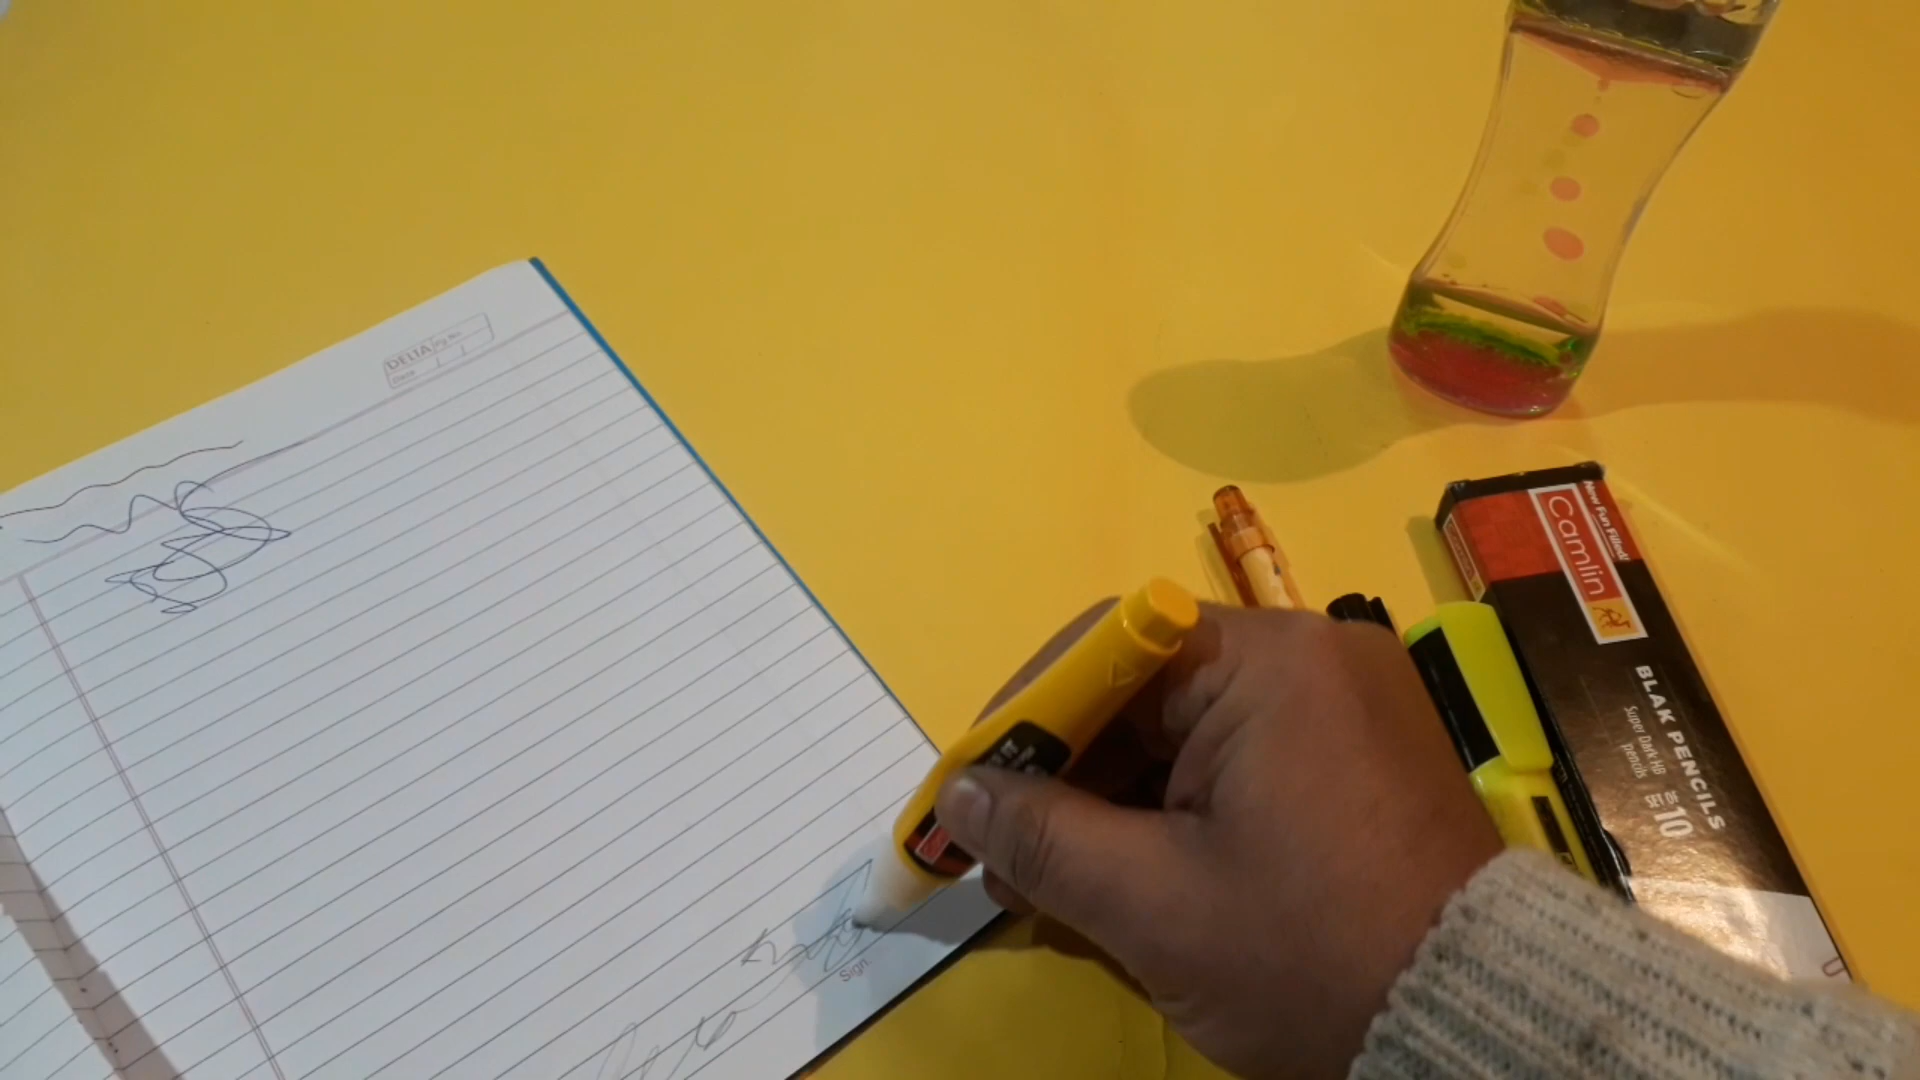 DELTA Pg No.
Date
Sign.
New Fun Filled!
Camlin
BLAK PENCILS
Super Dark HB
pencils
SET OF 10